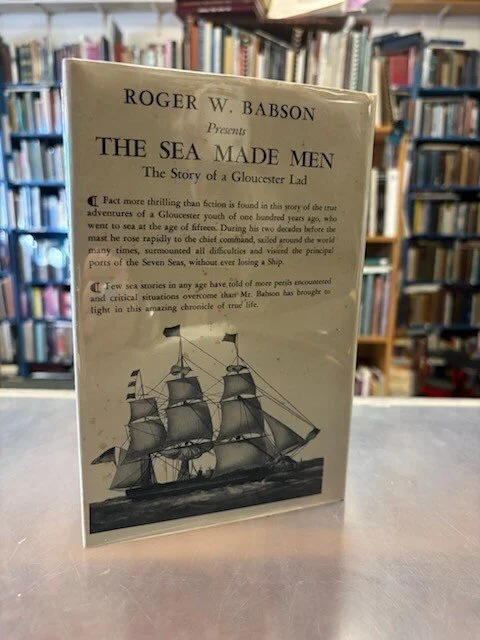 ROGER W. BABSON
Presents
THE SEA MADE MEN
The Story of a Gloucester Lad
¶ Fact more thrilling than fiction is found in this story of the true
adventures of a Gloucester youth of one hundred years ago, who
went to sea at the age of fifteen. During his two decades before the
mast he rose rapidly to the chief command, sailed around the world
many times, surmounted all difficulties and visited the principal
ports of the Seven Seas, without ever losing a Ship.
¶ Few sea stories in any age have told of more perils encountered
and critical situations overcome than Mr. Babson has brought to
light in this amazing chronicle of true life.